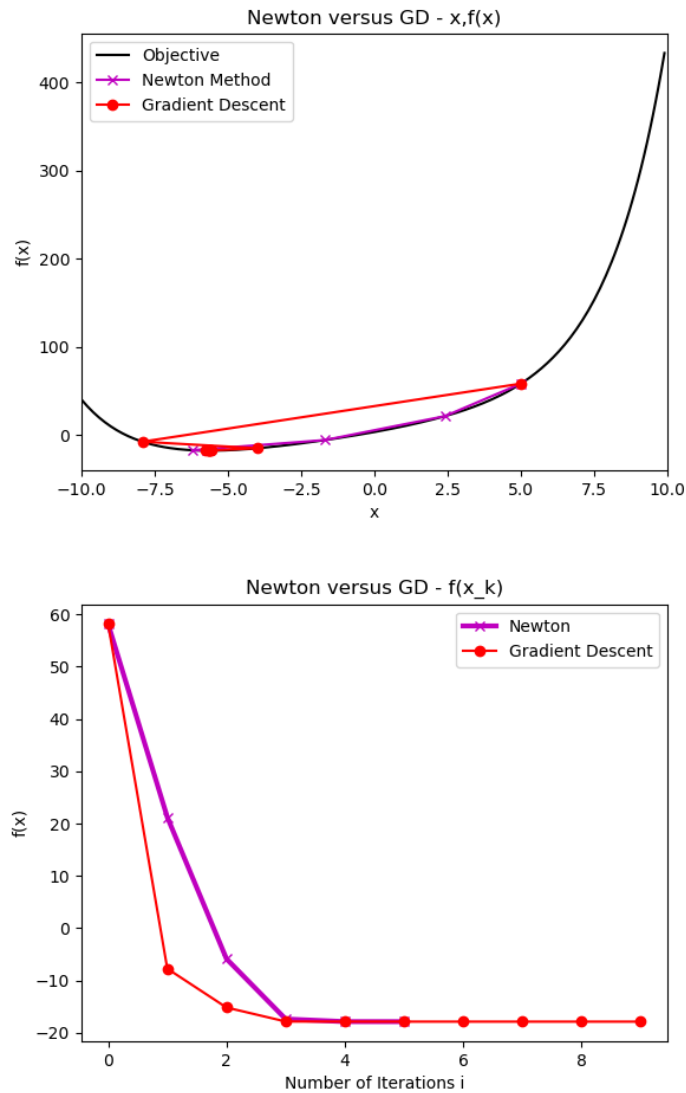 Newton versus GD - x,f(x)
Objective
Newton Method
Gradient Descent
400
300
200
100
0
f(x)
−10.0 −7.5 −5.0 −2.5 0.0 2.5 5.0 7.5 10.0
x
Newton versus GD - f(x_k)
Newton
Gradient Descent
60
50
40
30
20
10
0
−10
−20
f(x)
0 2 4 6 8
Number of Iterations i